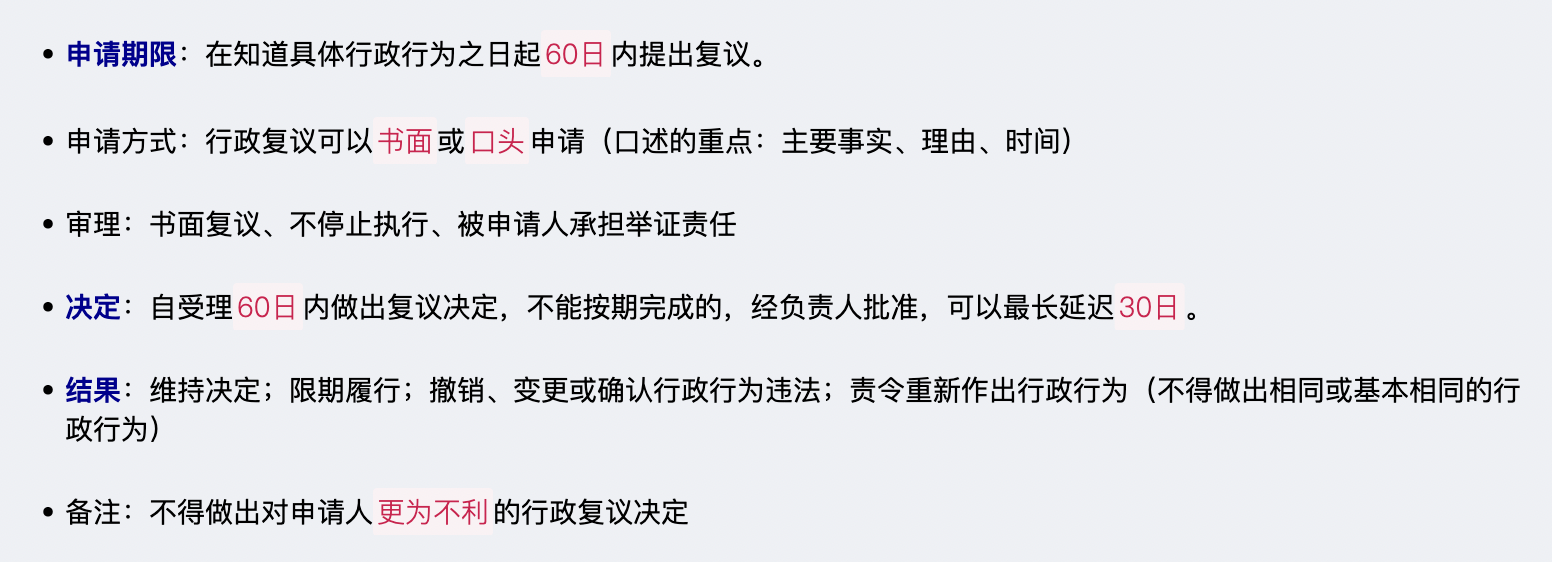 • 申请期限：在知道具体行政行为之日起60日内提出复议。
• 申请方式：行政复议可以书面或口头申请（口述的重点：主要事实、理由、时间）
• 审理：书面复议、不停止执行、被申请人承担举证责任
• 决定：自受理60日内做出复议决定，不能按期完成的，经负责人批准，可以最长延迟30日。
• 结果：维持决定；限期履行；撤销、变更或确认行政行为违法；责令重新作出行政行为（不得做出相同或基本相同的行
政行为）
• 备注：不得做出对申请人更为不利的行政复议决定